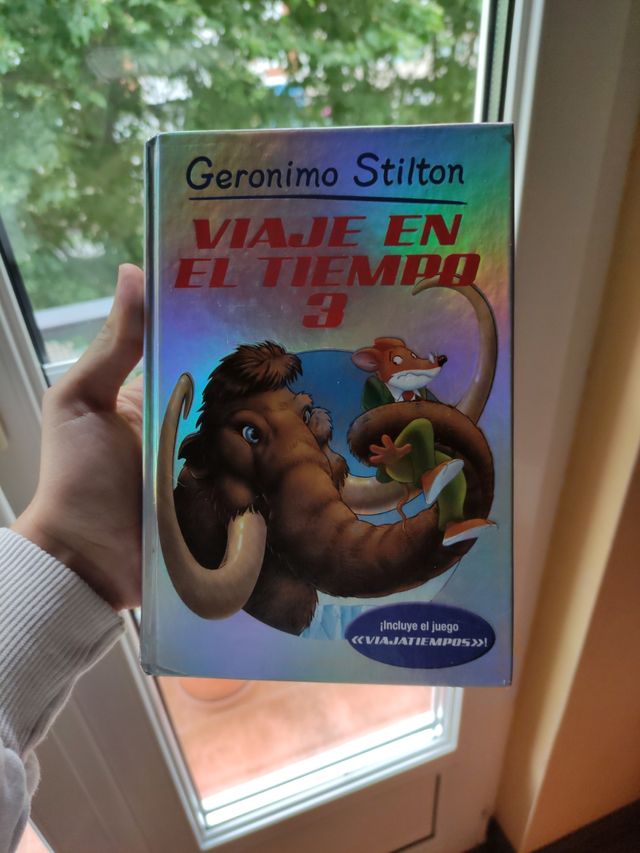 Geronimo Stilton
VIAJE EN
EL TIEMPO
3
¡Incluye el juego
«VIAJATIEMPOS»!